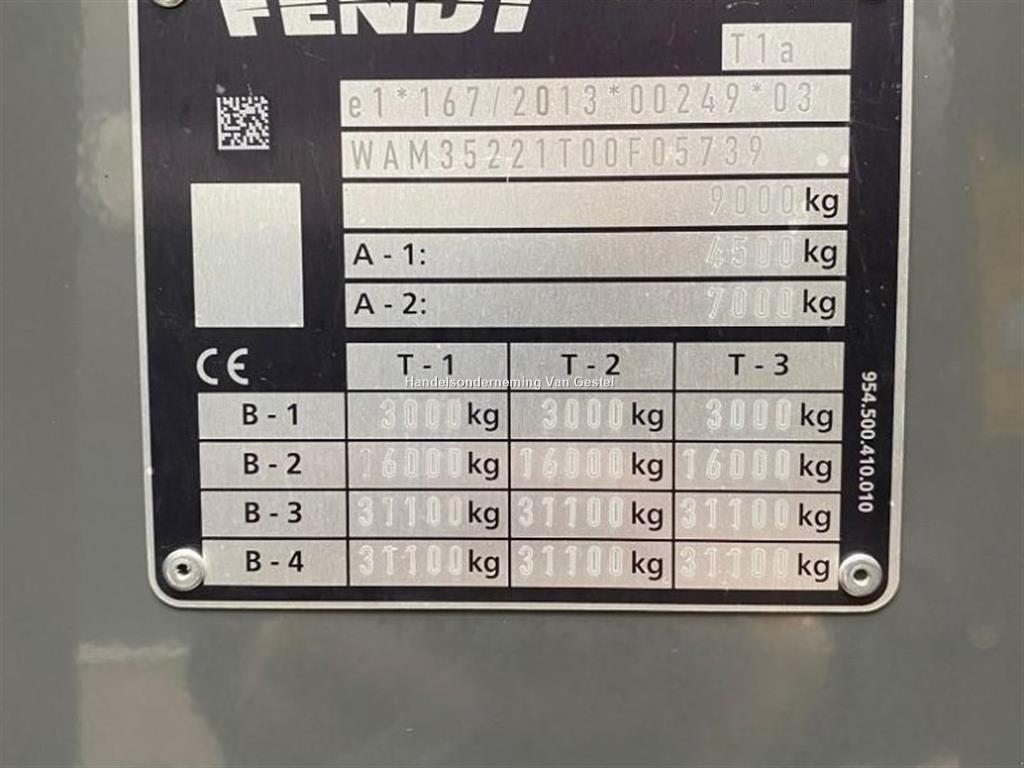 FENDT
T1a
e1*167/2013*00249*03
WAM35221T00F05739
9000 kg
A - 1: 4500 kg
A - 2: 7000 kg
CE T - 1 T - 2 T - 3
Handelsonderneming Van Gestel
B - 1 3000 kg 3000 kg 3000 kg
B - 2 16000 kg 16000 kg 16000 kg
B - 3 31100 kg 31100 kg 31100 kg
B - 4 31100 kg 31100 kg 31100 kg
954.500.410.010